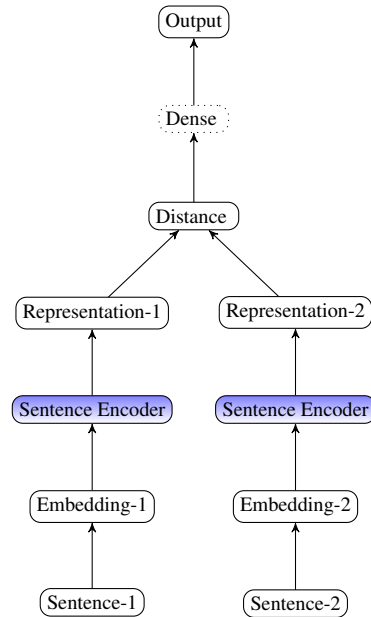 Output
Dense
Distance
Representation-1
Representation-2
Sentence Encoder
Sentence Encoder
Embedding-1
Embedding-2
Sentence-1
Sentence-2